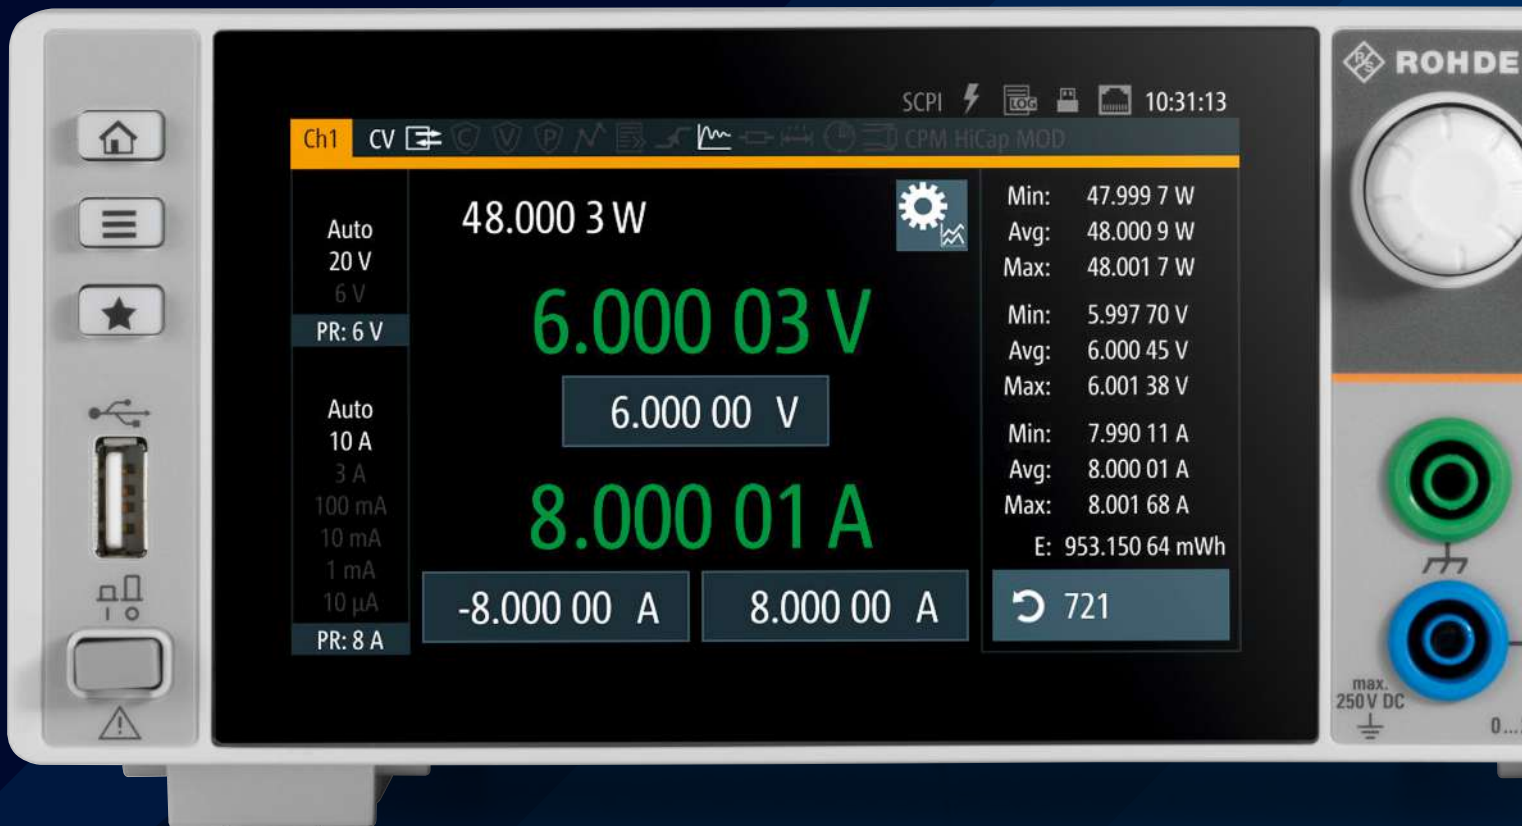 ROHDE
SCPI LOG 10:31:13
Ch1 CV C V P CPM HiCap MOD
Auto
20 V
6 V
PR: 6 V
Auto
10 A
3 A
100 mA
10 mA
1 mA
10 µA
PR: 8 A
48.000 3 W
6.000 03 V
6.000 00 V
8.000 01 A
-8.000 00 A
8.000 00 A
Min: 47.999 7 W
Avg: 48.000 9 W
Max: 48.001 7 W
Min: 5.997 70 V
Avg: 6.000 45 V
Max: 6.001 38 V
Min: 7.990 11 A
Avg: 8.000 01 A
Max: 8.001 68 A
E: 953.150 64 mWh
721
max.
250 V DC